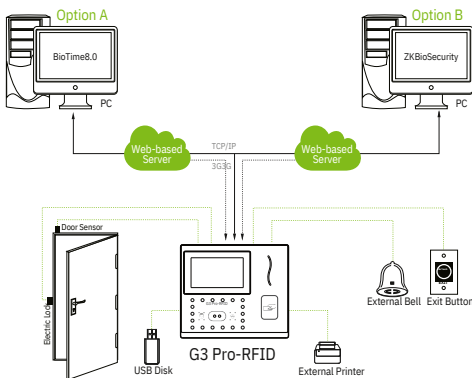 Option A
Option B
BioTime8.0
ZKBioSecurity
PC
PC
Web-based
Server
TCP/IP
3G3G
Web-based
Server
Door Sensor
Electric Lock
External Bell
Exit Button
G3 Pro-RFID
USB Disk
External Printer